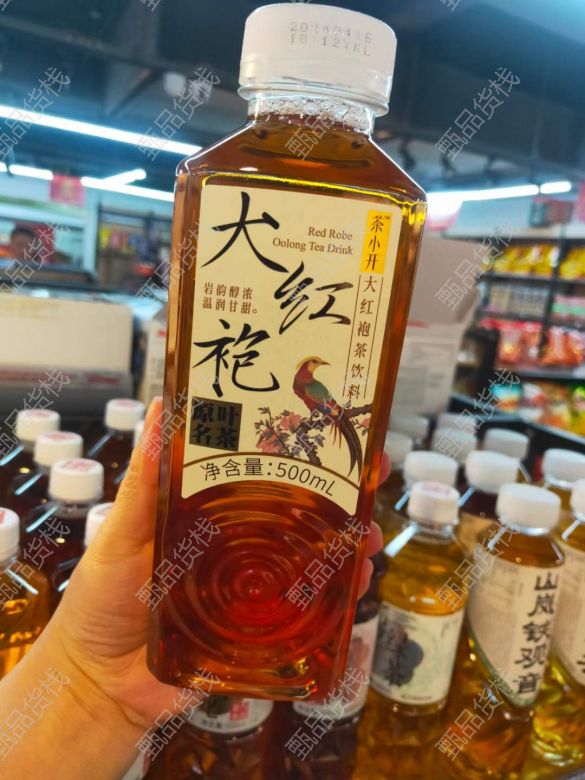 大红袍
Red Robe
Oolong Tea Drink
茶小开
大红袍茶饮料
岩韵醇浓
温润甘甜。
原叶
名茶
净含量:500mL
山岚铁观音
甄品货栈